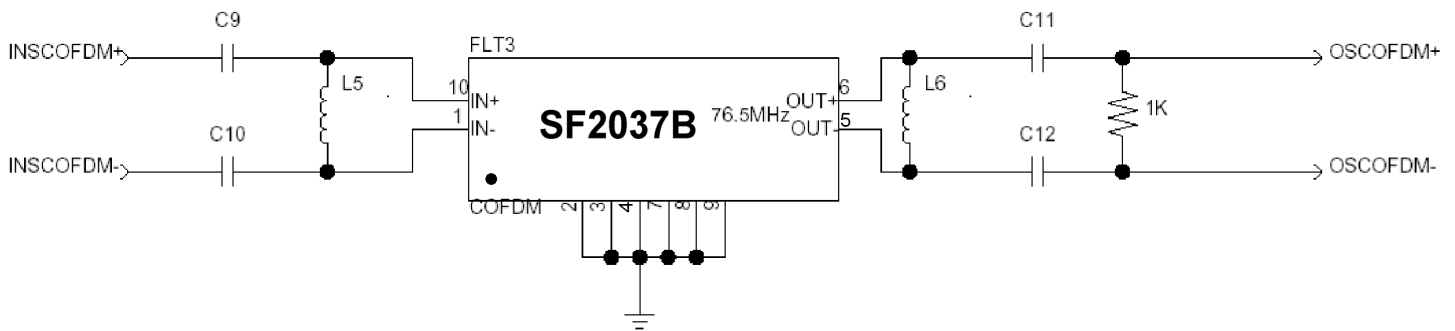 C9
C11
INSCOFDM+
FLT3
OSCOFDM+
L5
10
IN+
SF2037B
76.5MHz
OUT+
6
L6
1K
1
IN-
OUT-
5
C10
C12
INSCOFDM-
OSCOFDM-
COFDM
2
3
4
7
8
9